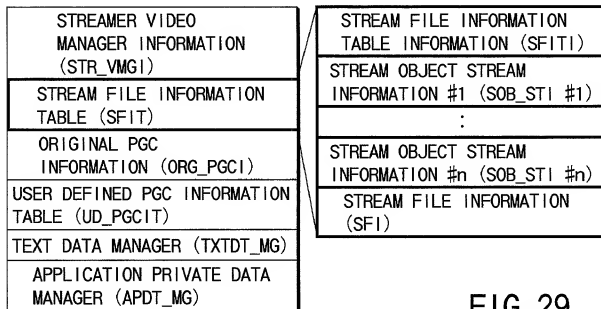 STREAMER VIDEO
MANAGER INFORMATION
(STR_VMGI)
STREAM FILE INFORMATION
TABLE (SFIT)
ORIGINAL PGC
INFORMATION (ORG_PGCI)
USER DEFINED PGC INFORMATION
TABLE (UD_PGCIT)
TEXT DATA MANAGER (TXTDT_MG)
APPLICATION PRIVATE DATA
MANAGER (APDT_MG)
STREAM FILE INFORMATION
TABLE INFORMATION (SFITI)
STREAM OBJECT STREAM
INFORMATION #1 (SOB_STI #1)
:
STREAM OBJECT STREAM
INFORMATION #n (SOB_STI #n)
STREAM FILE INFORMATION
(SFI)
FIG. 29